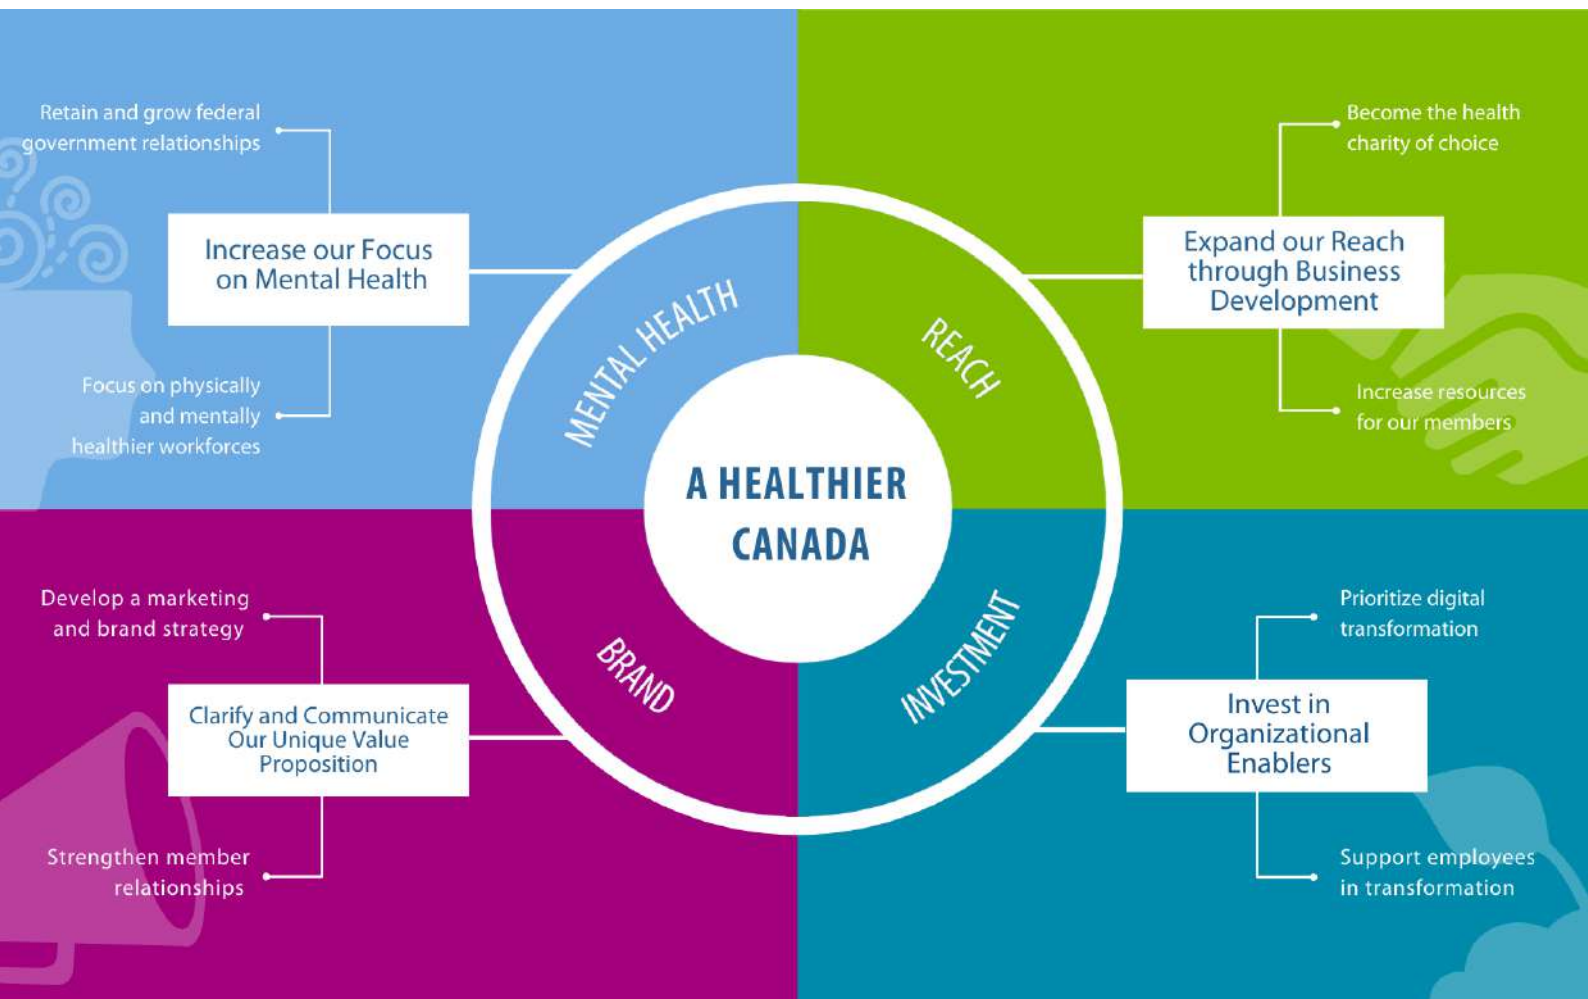 Retain and grow federal
government relationships
Increase our Focus
on Mental Health
Focus on physically
and mentally
healthier workforces
MENTAL HEALTH
Become the health
charity of choice
Expand our Reach
through Business
Development
Increase resources
for our members
REACH
A HEALTHIER
CANADA
Develop a marketing
and brand strategy
Clarify and Communicate
Our Unique Value
Proposition
Strengthen member
relationships
BRAND
Prioritize digital
transformation
Invest in
Organizational
Enablers
Support employees
in transformation
INVESTMENT